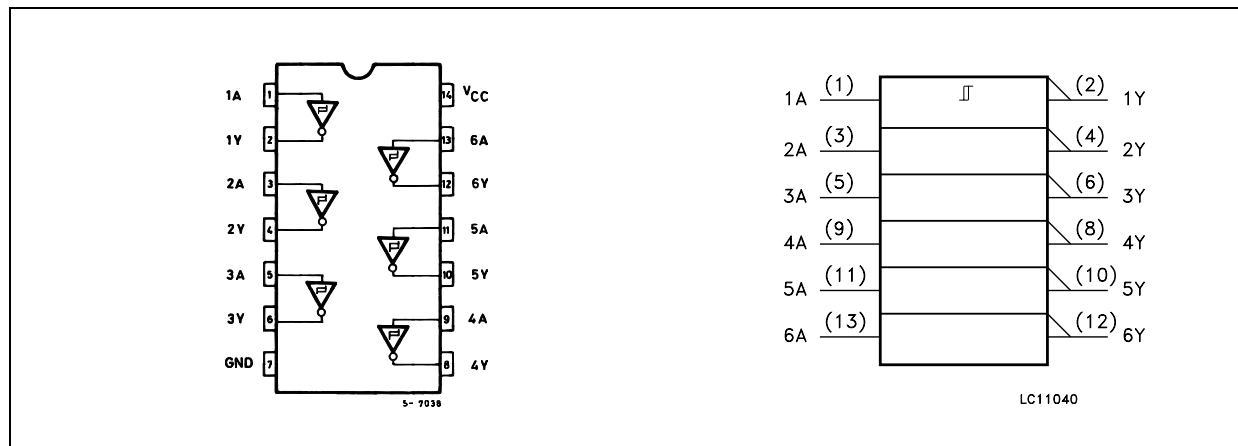 1A 1 14 VCC
1Y 2 13 6A
2A 3 12 6Y
2Y 4 11 5A
3A 5 10 5Y
3Y 6 9 4A
GND 7 8 4Y
S- 7038
1A (1) (2) 1Y
2A (3) (4) 2Y
3A (5) (6) 3Y
4A (9) (8) 4Y
5A (11) (10) 5Y
6A (13) (12) 6Y
LC11040